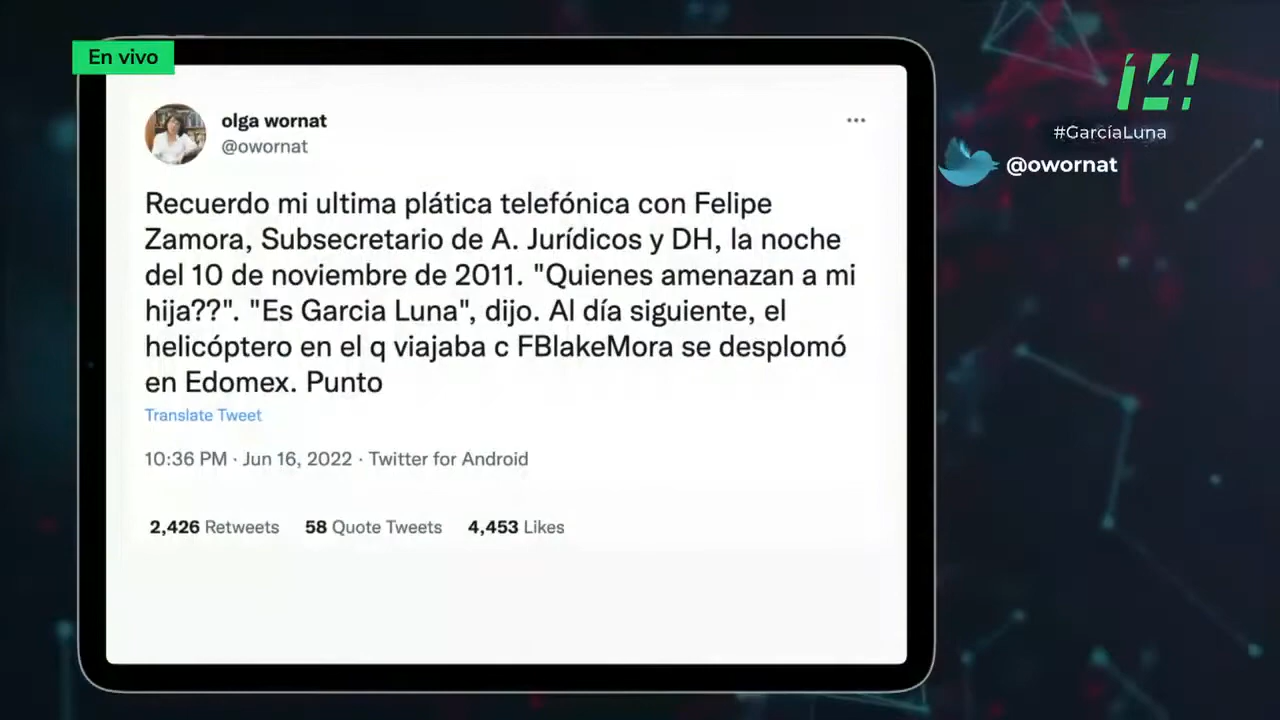 En vivo
olga wornat
@owornat
Recuerdo mi ultima plática telefónica con Felipe
Zamora, Subsecretario de A. Jurídicos y DH, la noche
del 10 de noviembre de 2011. "Quienes amenazan a mi
hija??". "Es Garcia Luna", dijo. Al día siguiente, el
helicóptero en el q viajaba c FBlakeMora se desplomó
en Edomex. Punto
Translate Tweet
10:36 PM · Jun 16, 2022 · Twitter for Android
2,426 Retweets 58 Quote Tweets 4,453 Likes
14!
#GarcíaLuna
@owornat